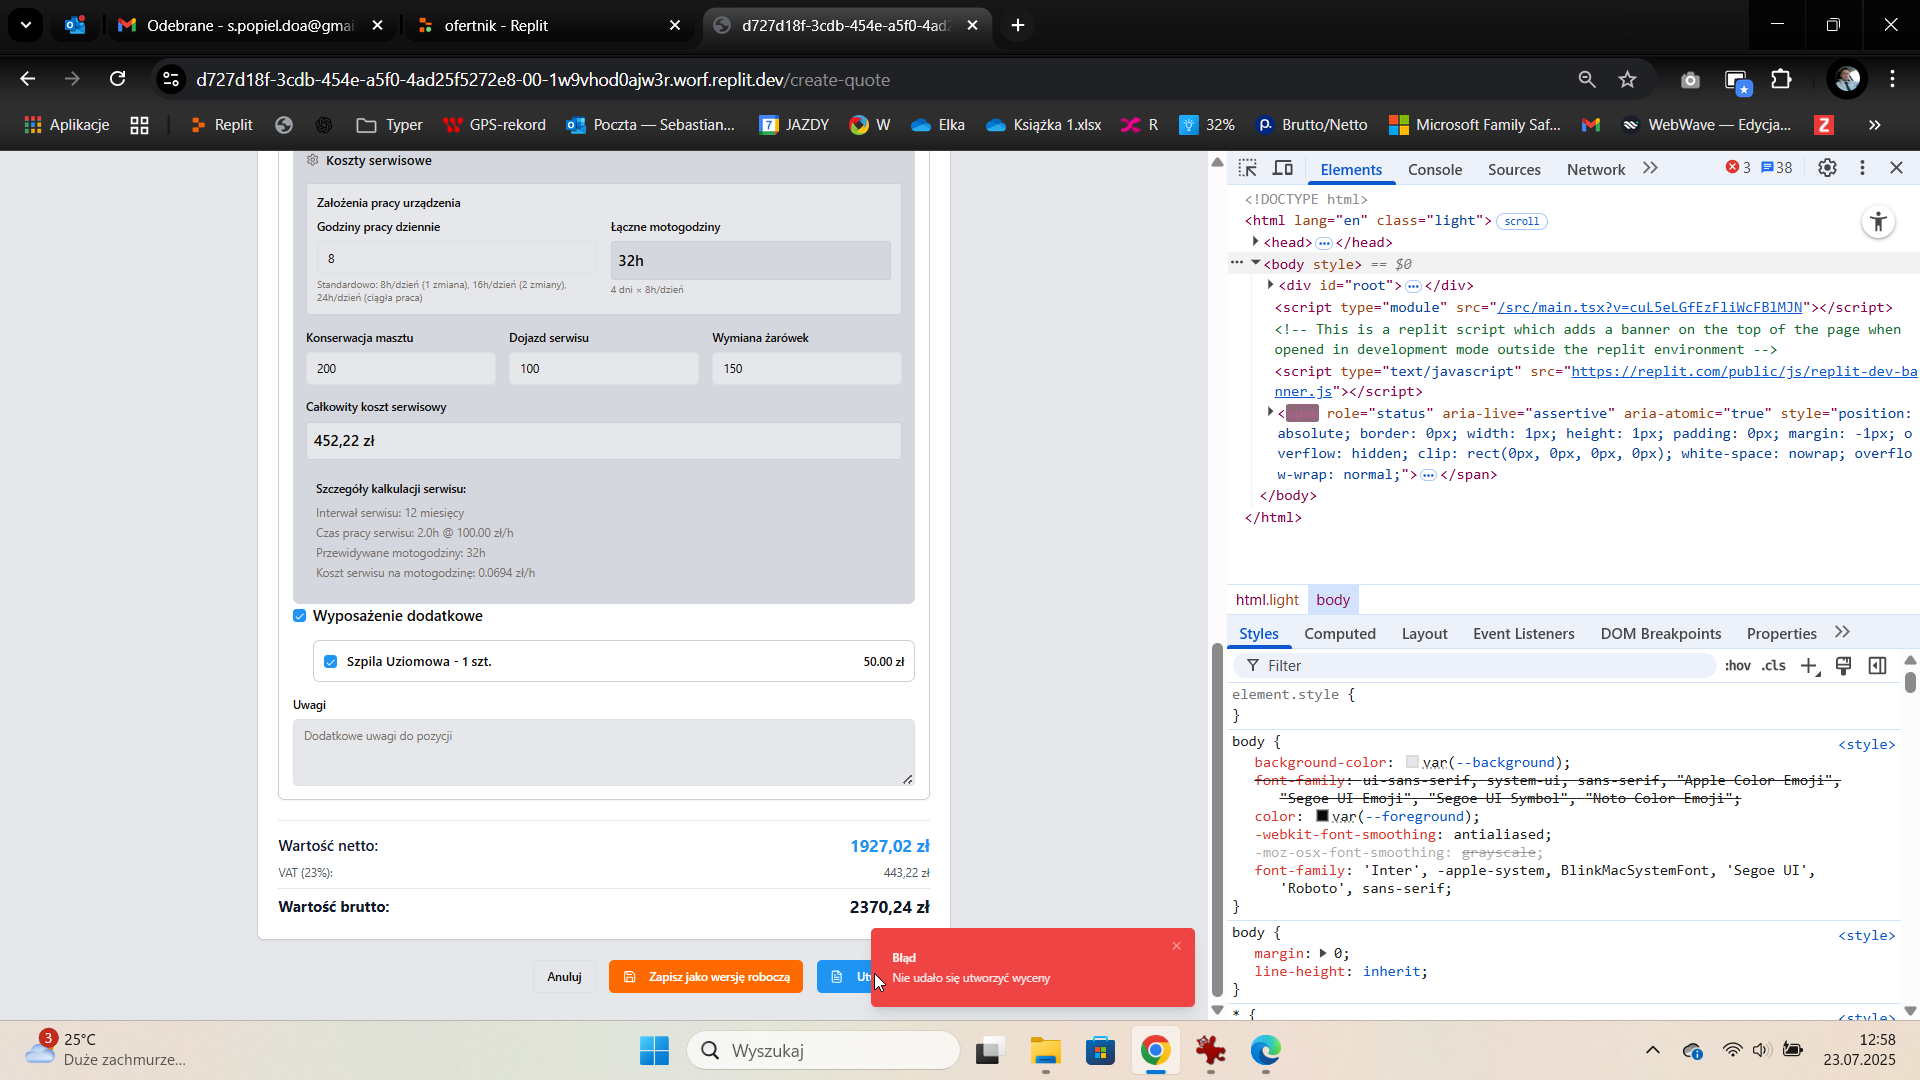 Odebrane - s.popiel.doa@gmai
ofertnik - Replit
d727d18f-3cdb-454e-a5f0-4ad2
d727d18f-3cdb-454e-a5f0-4ad25f5272e8-00-1w9vhod0ajw3r.worf.replit.dev/create-quote
Aplikacje
Replit
Typer
GPS-rekord
Poczta — Sebastian...
7 JAZDY
W
Elka
Książka 1.xlsx
R
32%
Brutto/Netto
Microsoft Family Saf...
WebWave — Edycja...
Z
»
Koszty serwisowe
Założenia pracy urządzenia
Godziny pracy dziennie
Łączne motogodziny
8
32h
Standardowo: 8h/dzień (1 zmiana), 16h/dzień (2 zmiany),
24h/dzień (ciągła praca)
4 dni × 8h/dzień
Konserwacja masztu
Dojazd serwisu
Wymiana żarówek
200
100
150
Całkowity koszt serwisowy
452,22 zł
Szczegóły kalkulacji serwisu:
Interwał serwisu: 12 miesięcy
Czas pracy serwisu: 2.0h @ 100.00 zł/h
Przewidywane motogodziny: 32h
Koszt serwisu na motogodzinę: 0.0694 zł/h
Wyposażenie dodatkowe
Szpila Uziomowa - 1 szt.
50.00 zł
Uwagi
Dodatkowe uwagi do pozycji
Wartość netto:
1927,02 zł
VAT (23%):
443,22 zł
Wartość brutto:
2370,24 zł
Anuluj
Zapisz jako wersję roboczą
Ut
Błąd
Nie udało się utworzyć wyceny
Elements
Console
Sources
Network
3
38
<!DOCTYPE html>
<html lang="en" class="light"> scroll
<head> ··· </head>
··· <body style> == $0
<div id="root"> ··· </div>
<script type="module" src="/src/main.tsx?v=cuL5eLGfEzFliWcFBlMJN"></script>
<!-- This is a replit script which adds a banner on the top of the page when
opened in development mode outside the replit environment -->
<script type="text/javascript" src="https://replit.com/public/js/replit-dev-ba
nner.js"></script>
< role="status" aria-live="assertive" aria-atomic="true" style="position:
absolute; border: 0px; width: 1px; height: 1px; padding: 0px; margin: -1px; o
verflow: hidden; clip: rect(0px, 0px, 0px, 0px); white-space: nowrap; overflo
w-wrap: normal;"> ··· </span>
</body>
</html>
html.light
body
Styles
Computed
Layout
Event Listeners
DOM Breakpoints
Properties
Filter
:hov
.cls
element.style {
}
body {
<style>
background-color: var(--background);
font-family: ui-sans-serif, system-ui, sans-serif, "Apple Color Emoji",
"Segoe UI Emoji", "Segoe UI Symbol", "Noto Color Emoji";
color: var(--foreground);
-webkit-font-smoothing: antialiased;
-moz-osx-font-smoothing: grayscale;
font-family: 'Inter', -apple-system, BlinkMacSystemFont, 'Segoe UI',
'Roboto', sans-serif;
}
body {
<style>
margin: 0;
line-height: inherit;
}
* {
<style>
3
25°C
Duże zachmurze...
Wyszukaj
12:58
23.07.2025